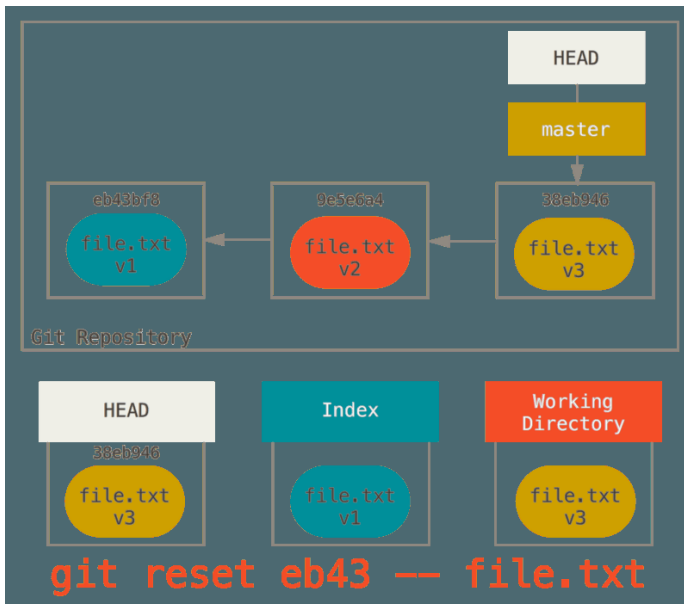 HEAD
master
eb43bf8 9e5e6a4 38eb946
file.txt file.txt file.txt
v1 v2 v3
Git Repository
HEAD Index Working Directory
38eb946
file.txt file.txt file.txt
v3 v1 v3
git reset eb43 -- file.txt